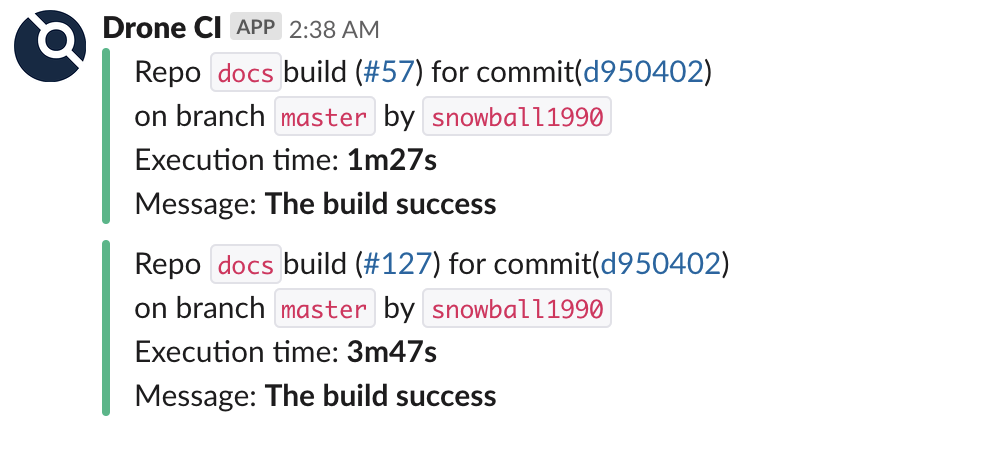 Drone CI APP 2:38 AM
Repo docs build (#57) for commit(d950402)
on branch master by snowball1990
Execution time: 1m27s
Message: The build success
Repo docs build (#127) for commit(d950402)
on branch master by snowball1990
Execution time: 3m47s
Message: The build success